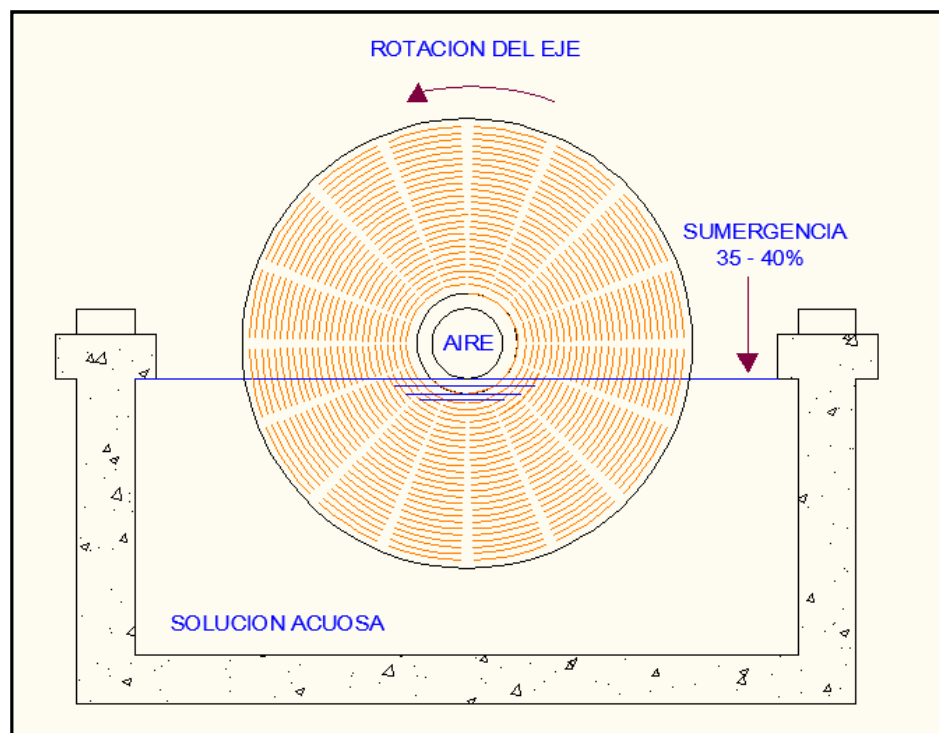 ROTACION DEL EJE
SUMERGENCIA
35 - 40%
AIRE
SOLUCION ACUOSA